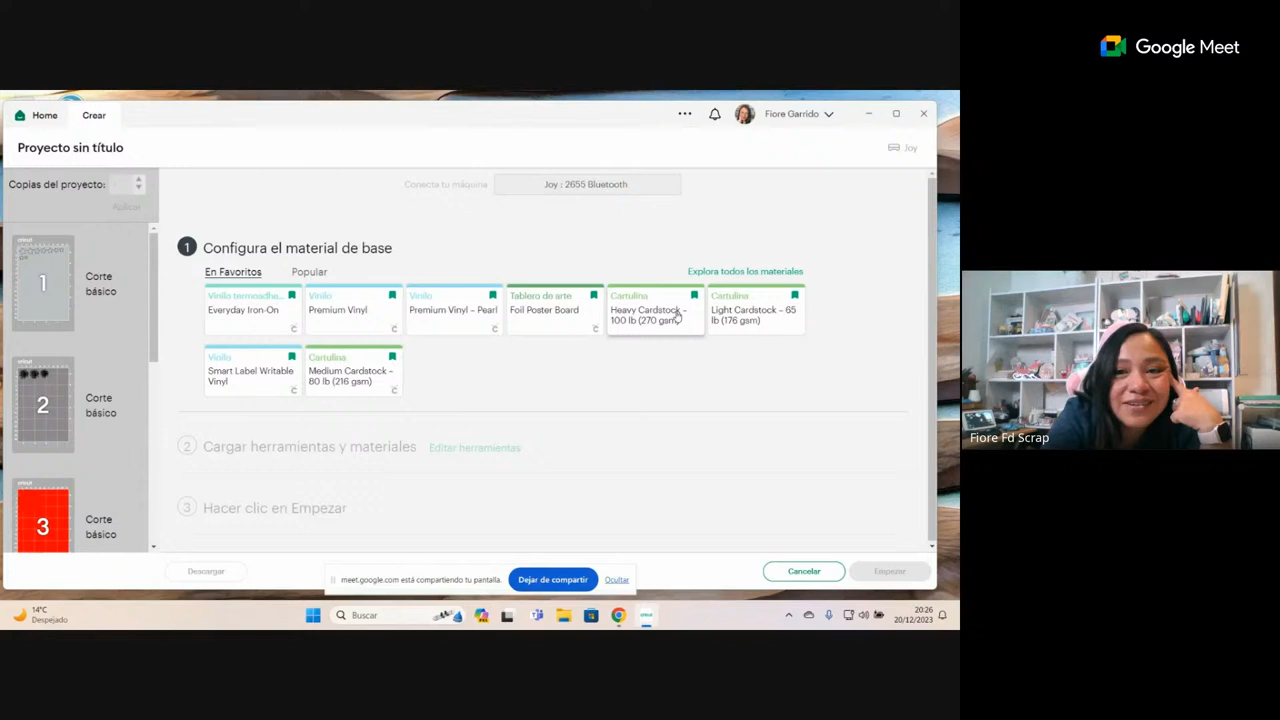 Google Meet
Home
Crear
Fiore Garrido
Proyecto sin título
Joy
Copias del proyecto:
Aplicar
Conecta tu máquina
Joy : 2655 Bluetooth
1 Configura el material de base
En Favoritos
Popular
Explora todos los materiales
Vinilo termoadhe...
Everyday Iron-On
Vinilo
Premium Vinyl
Vinilo
Premium Vinyl – Pearl
Tablero de arte
Foil Poster Board
Cartulina
Heavy Cardstock –
100 lb (270 gsm)
Cartulina
Light Cardstock – 65
lb (176 gsm)
Vinilo
Smart Label Writable
Vinyl
Cartulina
Medium Cardstock –
80 lb (216 gsm)
2 Cargar herramientas y materiales
Editar herramientas
3 Hacer clic en Empezar
1
Corte
básico
2
Corte
básico
3
Corte
básico
Descargar
meet.google.com está compartiendo tu pantalla.
Dejar de compartir
Ocultar
Cancelar
Empezar
14°C
Despejado
Buscar
20:26
20/12/2023
Fiore Fd Scrap